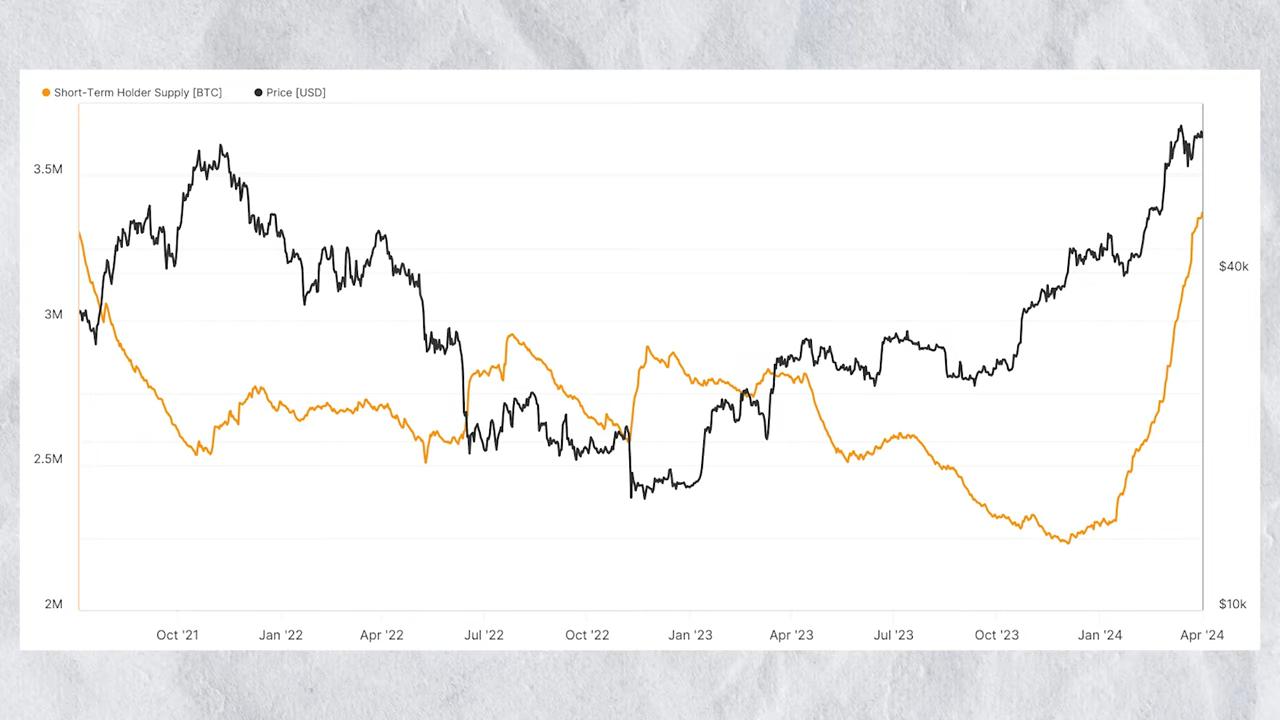 Short-Term Holder Supply [BTC] Price [USD]
3.5M
3M
2.5M
2M
$40k
$10k
Oct '21 Jan '22 Apr '22 Jul '22 Oct '22 Jan '23 Apr '23 Jul '23 Oct '23 Jan '24 Apr '24